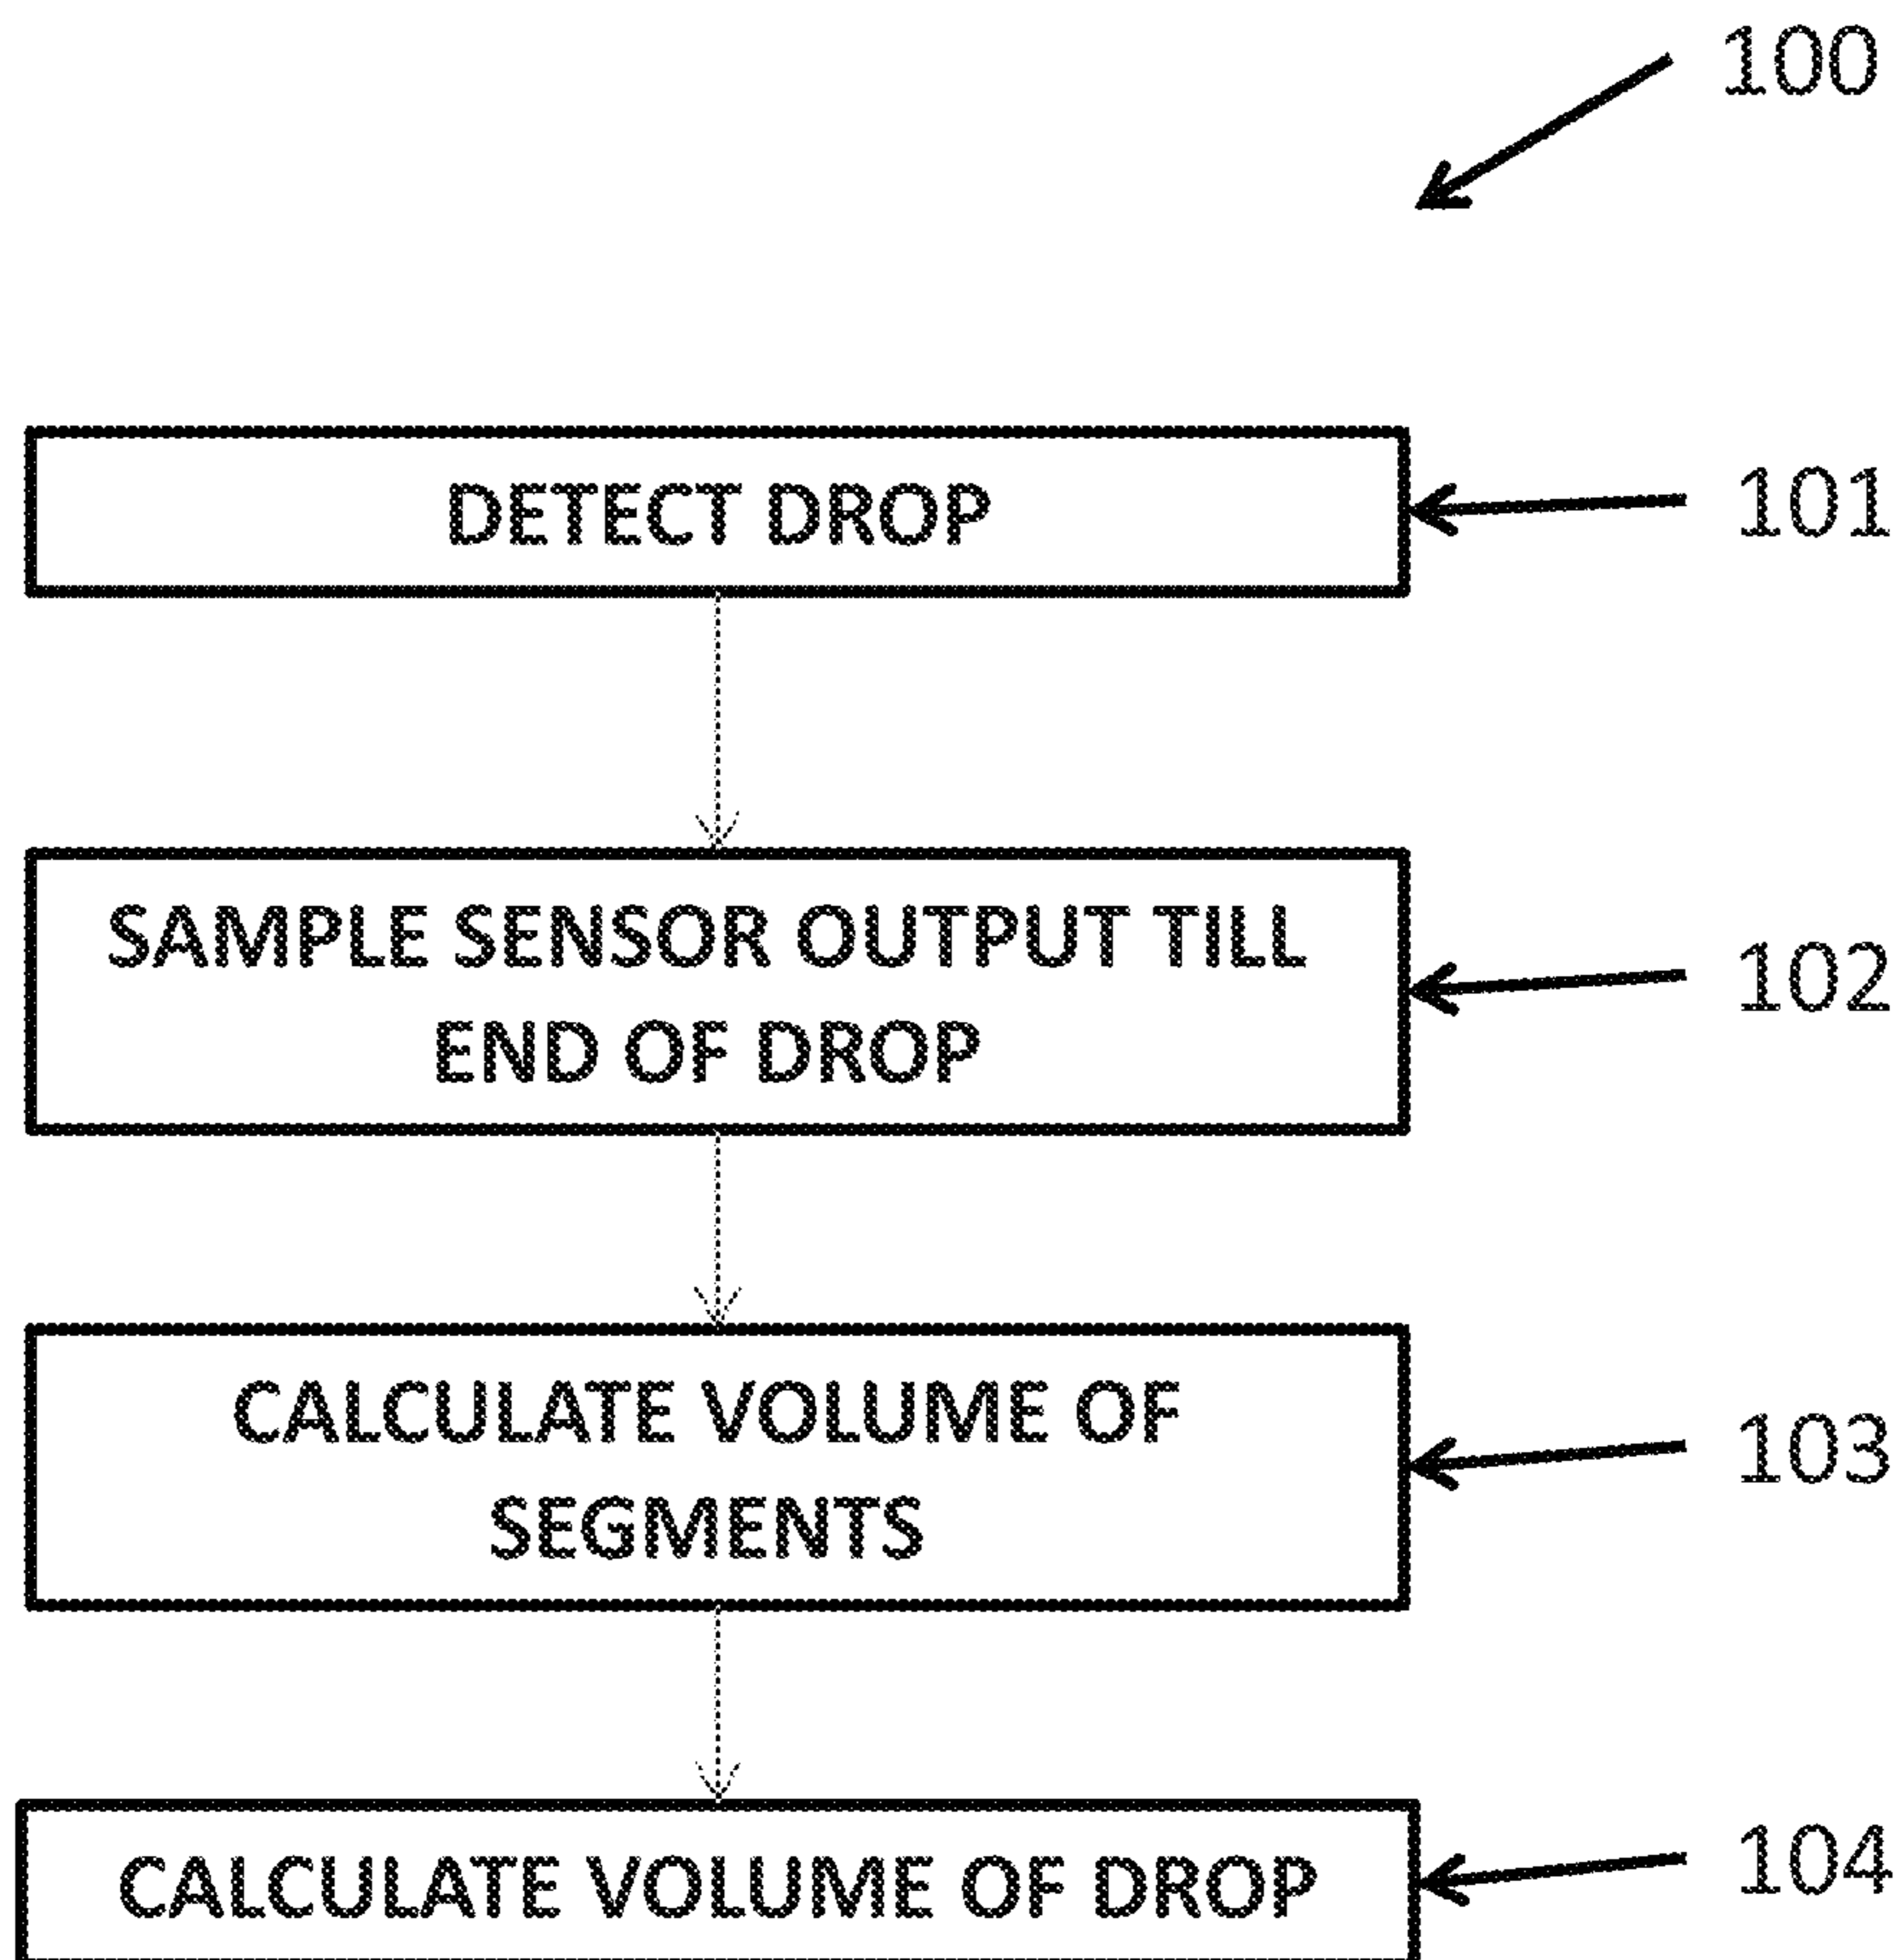 100
DETECT DROP
101
SAMPLE SENSOR OUTPUT TILL
END OF DROP
102
CALCULATE VOLUME OF
SEGMENTS
103
CALCULATE VOLUME OF DROP
104